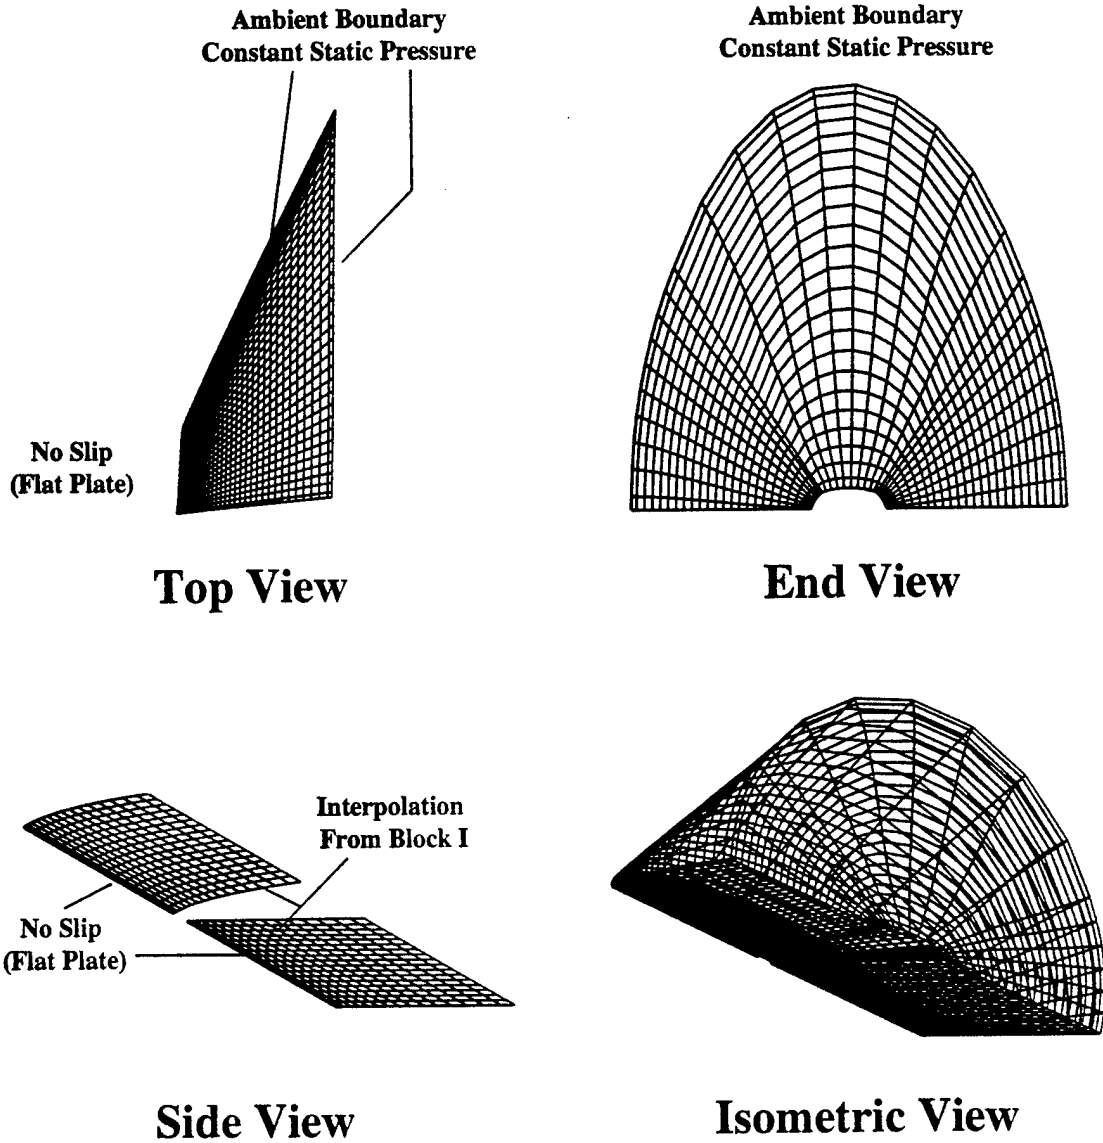 Ambient Boundary
Constant Static Pressure
No Slip
(Flat Plate)
Top View
Ambient Boundary
Constant Static Pressure
End View
Interpolation
From Block I
No Slip
(Flat Plate)
Side View
Isometric View